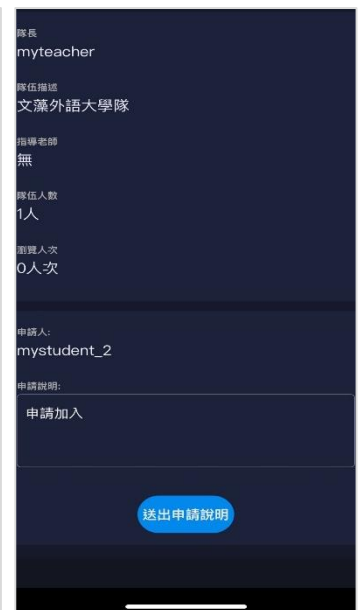 隊長
myteacher
隊伍描述
文藻外語大學隊
指導老師
無
隊伍人數
1人
瀏覽人次
0人次
申請人:
mystudent_2
申請說明:
申請加入
送出申請說明